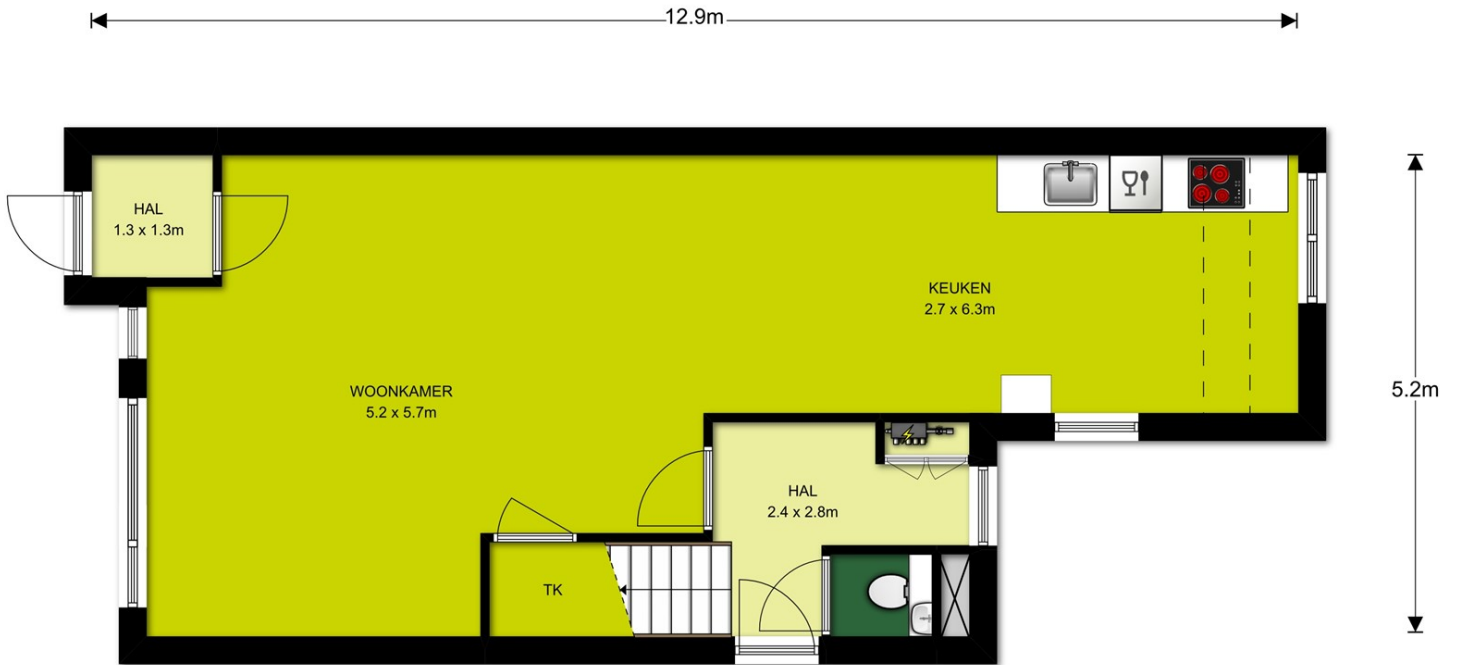 12.9m
HAL
1.3 x 1.3m
KEUKEN
2.7 x 6.3m
WOONKAMER
5.2 x 5.7m
5.2m
HAL
2.4 x 2.8m
TK